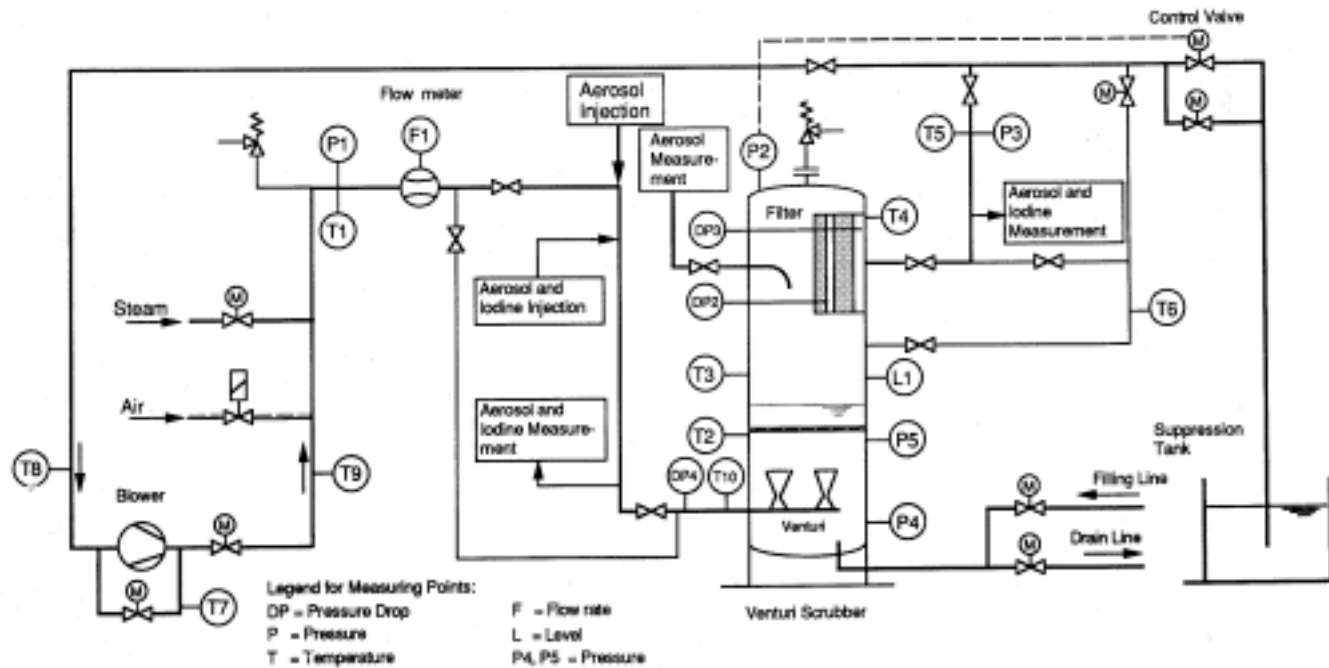 Control Valve
M
M
M
Flow meter
Aerosol
Injection
Aerosol
Measure-
ment
P1
F1
P2
T5
P3
T1
Filter
T4
DP3
Aerosol and
Iodine
Measurement
Steam
M
Aerosol and
Iodine Injection
DP2
T6
T3
L1
Air
Aerosol and
Iodine Measure-
ment
T2
P5
Suppression
Tank
T8
T9
DP4
T10
Filling Line
M
Blower
M
Venturi
P4
Drain Line
M
M
T7
Legend for Measuring Points:
DP = Pressure Drop
F = Flow rate
Venturi Scrubber
P = Pressure
L = Level
T = Temperature
P4, P5 = Pressure